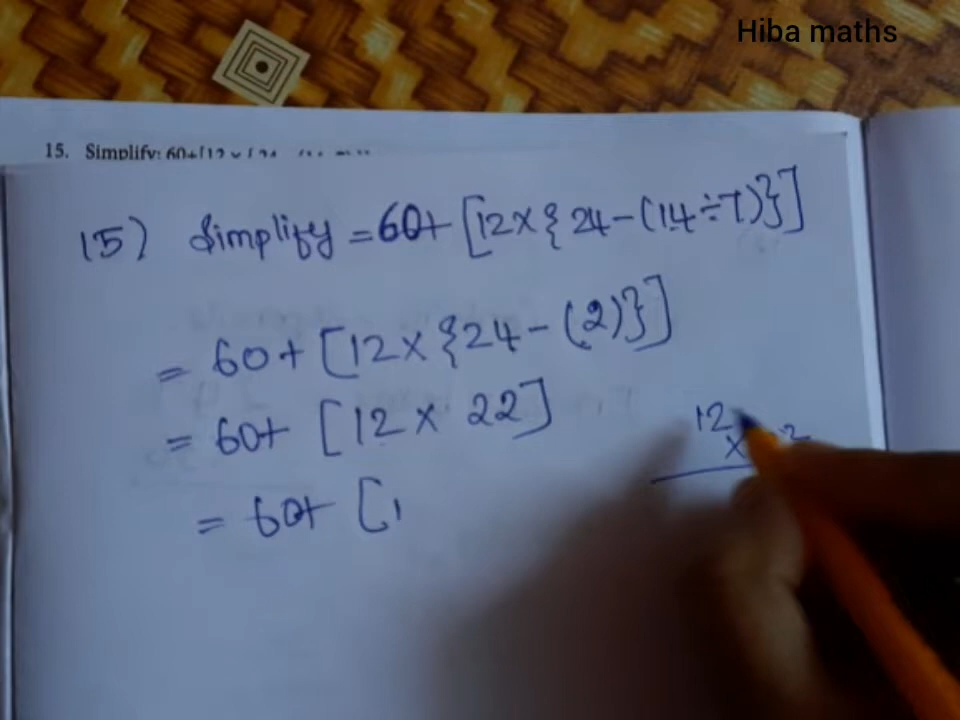 Hiba maths
15. Simplify: 60+[12 × { 24
15) Simplify = 60+ [12×{ 24-(14÷7)}]
= 60+ [12×{24-(2)}]
= 60+ [12 × 22]
12
×
= 60+ [1